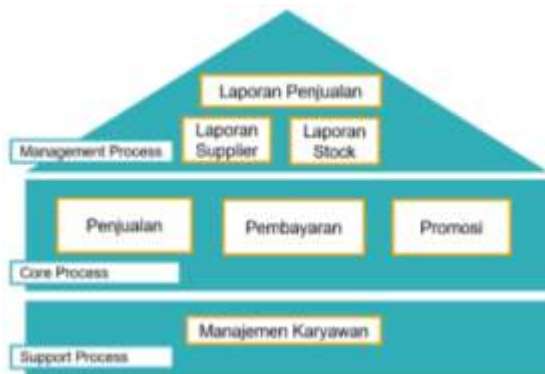 Laporan Penjualan
Laporan
Supplier
Laporan
Stock
Management Process
Penjualan
Pembayaran
Promosi
Core Process
Manajemen Karyawan
Support Process